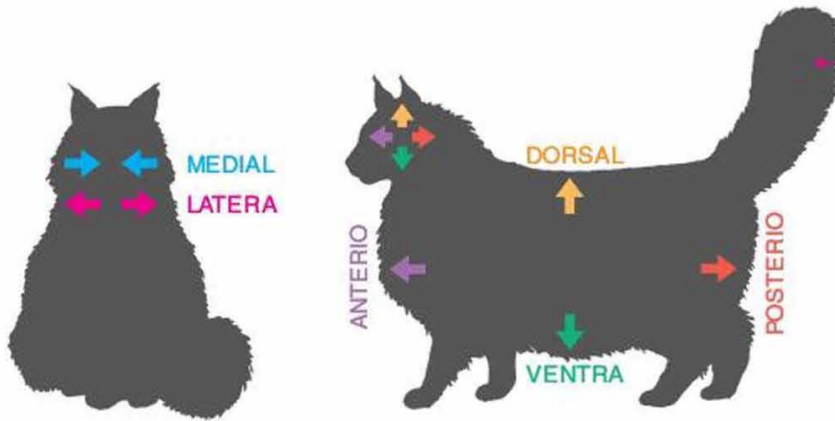 MEDIAL
LATERA
DORSAL
ANTERIO
POSTERIO
VENTRA